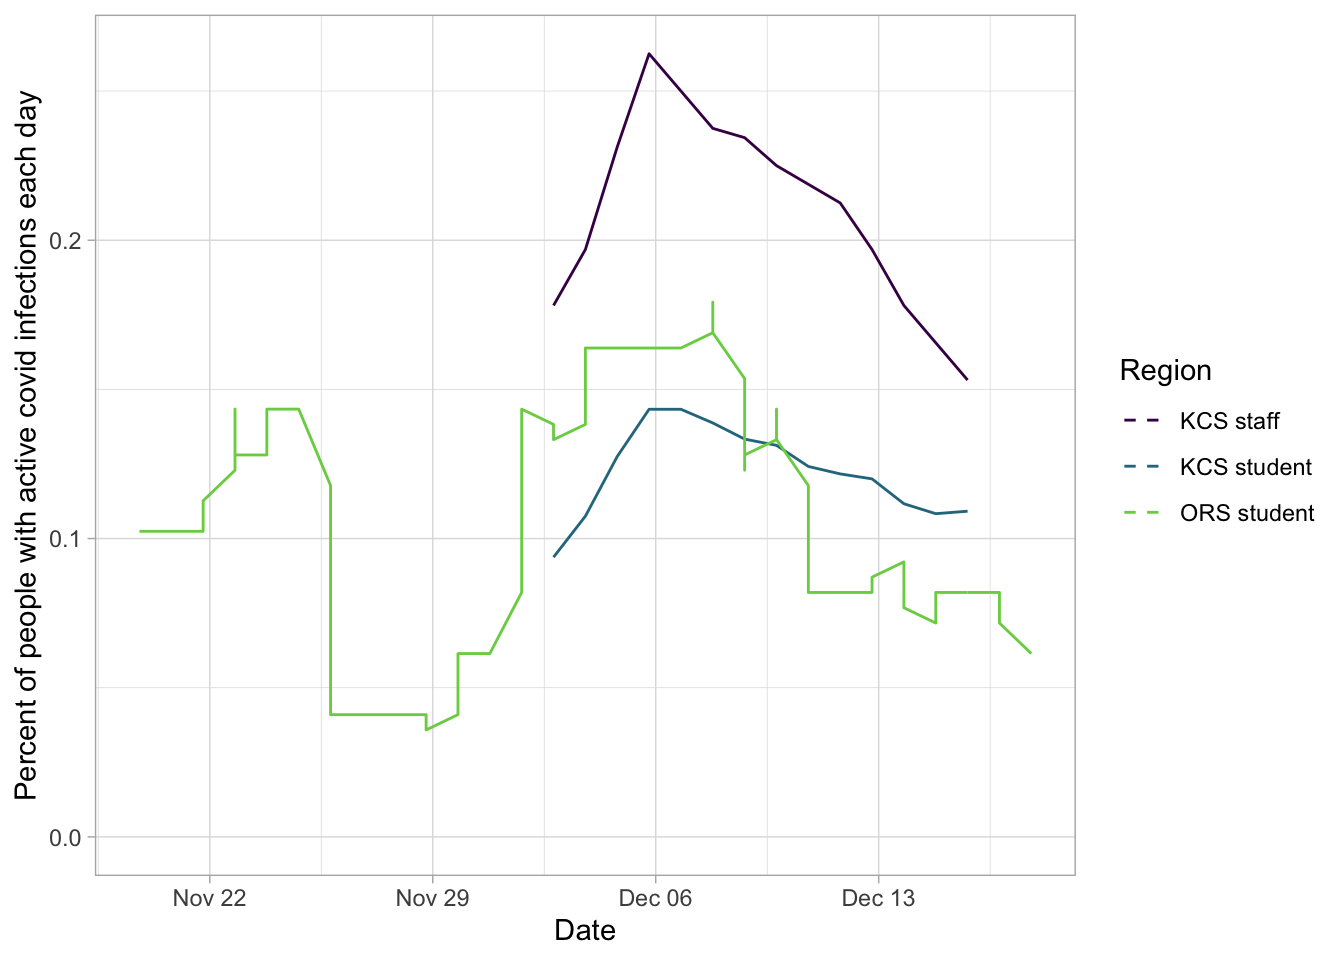 Percent of people with active covid infections each day
0.2
0.1
0.0
Nov 22
Nov 29
Dec 06
Dec 13
Date
Region
KCS staff
KCS student
ORS student